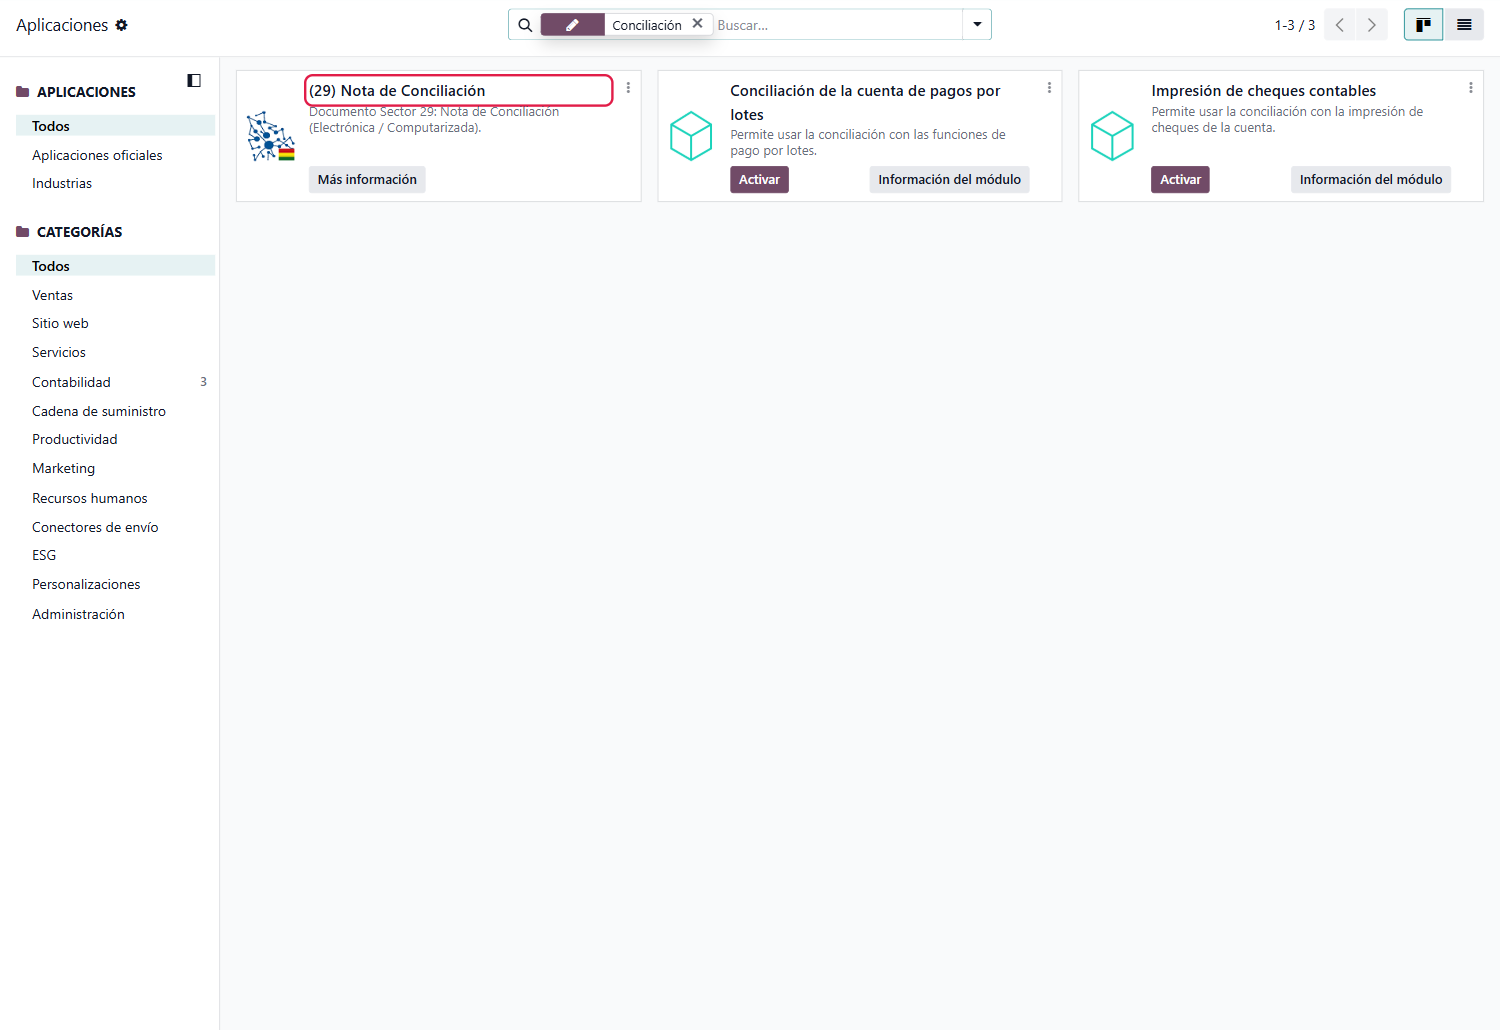 Aplicaciones
Conciliación
Buscar...
1-3 / 3
APLICACIONES
Todos
Aplicaciones oficiales
Industrias
CATEGORÍAS
Todos
Ventas
Sitio web
Servicios
Contabilidad 3
Cadena de suministro
Productividad
Marketing
Recursos humanos
Conectores de envío
ESG
Personalizaciones
Administración
(29) Nota de Conciliación
Documento Sector 29: Nota de Conciliación
(Electrónica / Computarizada).
Más información
Conciliación de la cuenta de pagos por
lotes
Permite usar la conciliación con las funciones de
pago por lotes.
Activar
Información del módulo
Impresión de cheques contables
Permite usar la conciliación con la impresión de
cheques de la cuenta.
Activar
Información del módulo